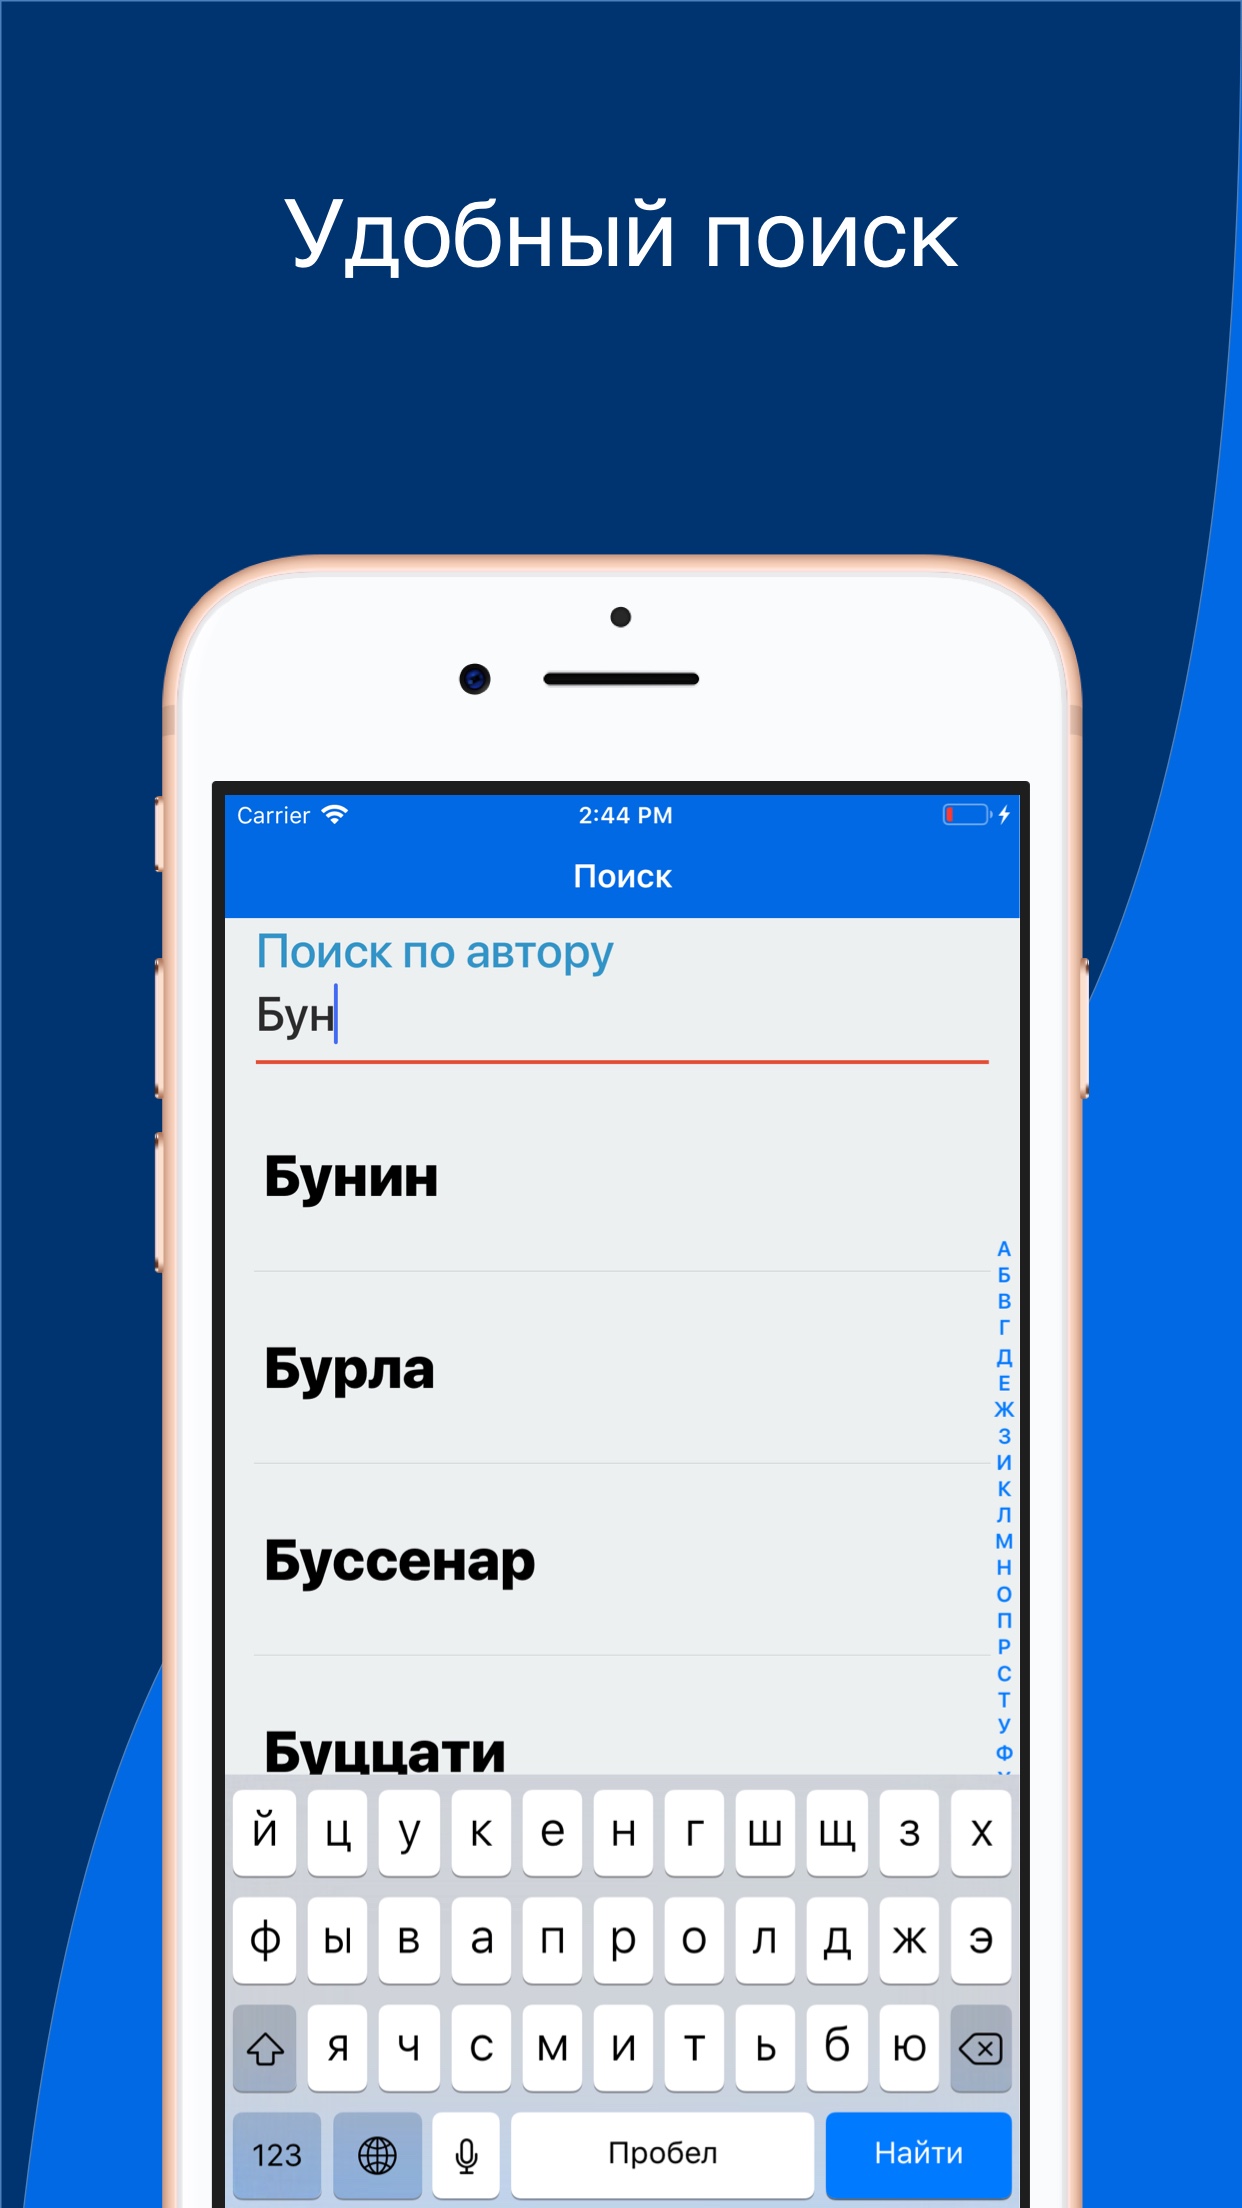 Удобный поиск
Carrier 2:44 PM
Поиск
Поиск по автору
Бун
Бунин
Бурла
Буссенар
Буццати
А
Б
В
Г
Д
Е
Ж
З
И
К
Л
М
Н
О
П
Р
С
Т
У
Ф
й ц у к е н г ш щ з х
ф ы в а п р о л д ж э
я ч с м и т ь б ю
123 Пробел Найти